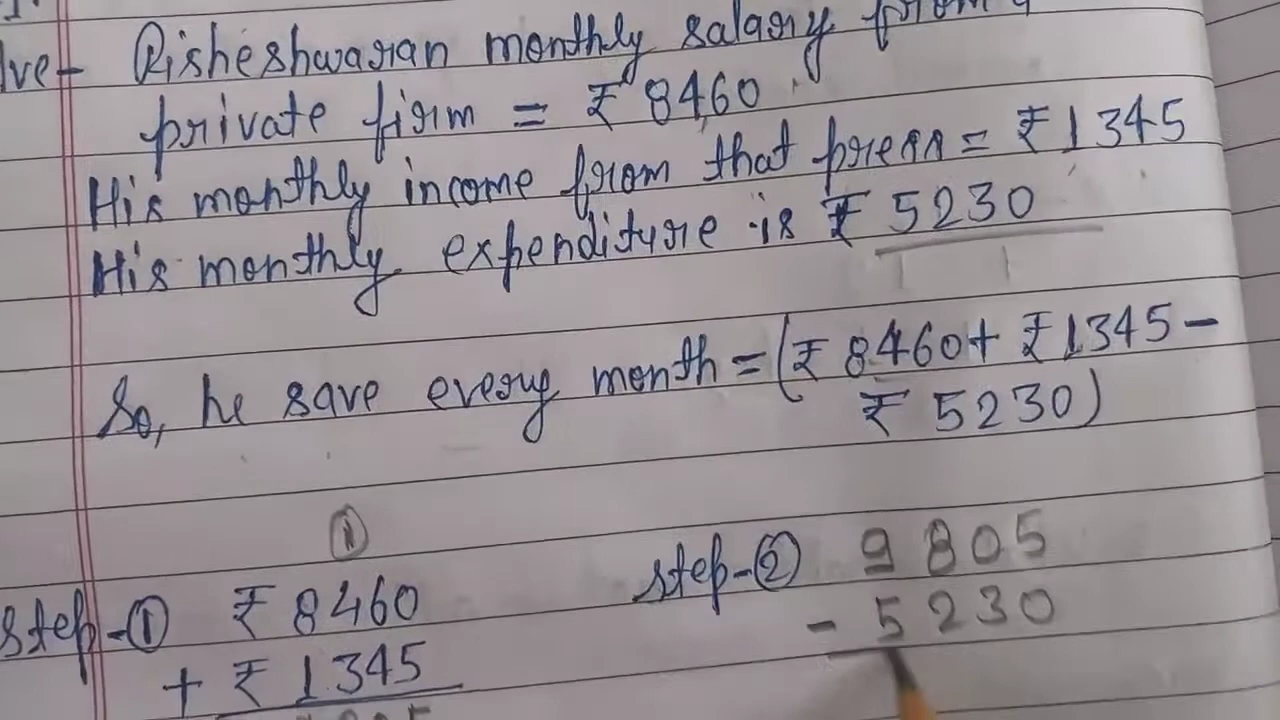 Risheshwaran monthly salary from a
private firm = ₹ 8460
His monthly income from that press = ₹ 1345
His monthly expenditure is ₹ 5230
So, he save every month = (₹ 8460 + ₹ 1345 -
₹ 5230)
step-① ₹ 8460
+ ₹ 1345
step-② 9805
- 5230